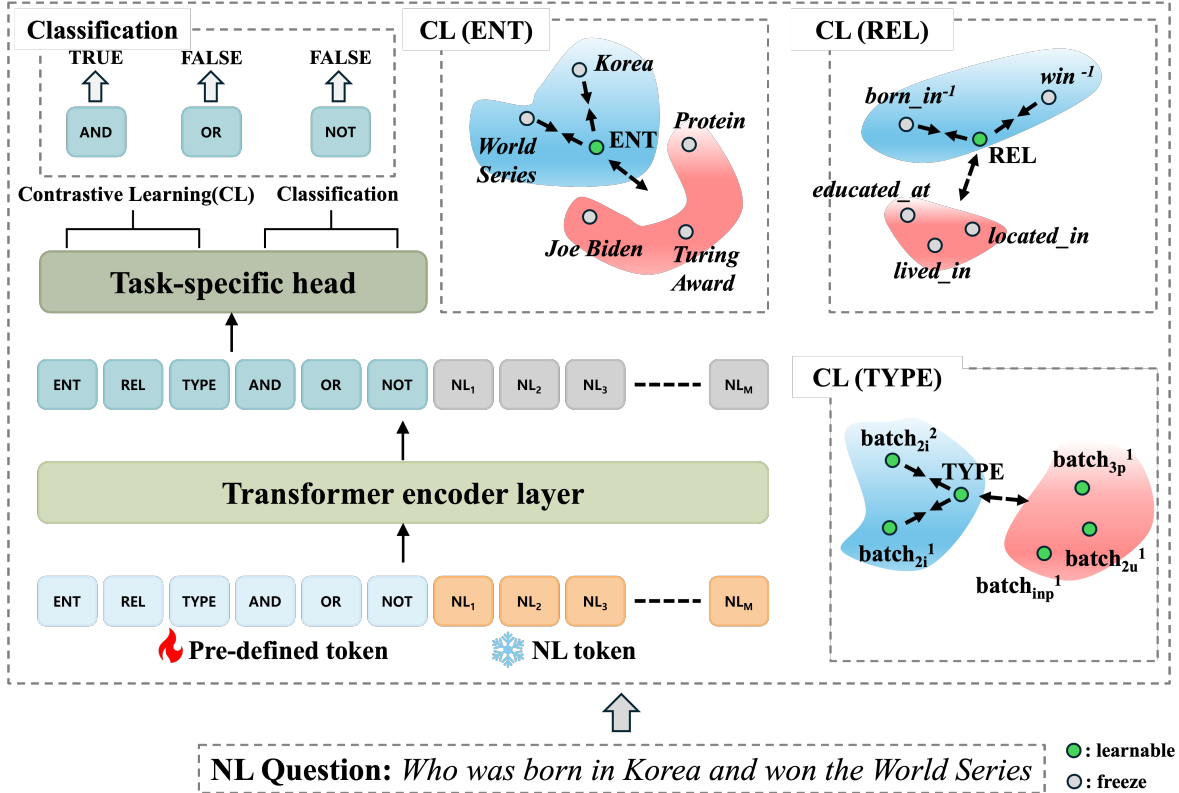 Classification
TRUE FALSE FALSE
AND OR NOT
Contrastive Learning(CL) Classification
Task-specific head
ENT REL TYPE AND OR NOT NL₁ NL₂ NL₃ NL_M
Transformer encoder layer
ENT REL TYPE AND OR NOT NL₁ NL₂ NL₃ NL_M
Pre-defined token NL token
CL (ENT)
Korea
World
Series
ENT
Protein
Joe Biden
Turing
Award
CL (REL)
born_in⁻¹
win ⁻¹
REL
educated_at
located_in
lived_in
CL (TYPE)
batch₂ᵢ²
TYPE
batch₂ᵢ¹
batch₃ₚ¹
batch₂ᵤ¹
batchᵢₙₚ¹
NL Question: Who was born in Korea and won the World Series
: learnable
: freeze